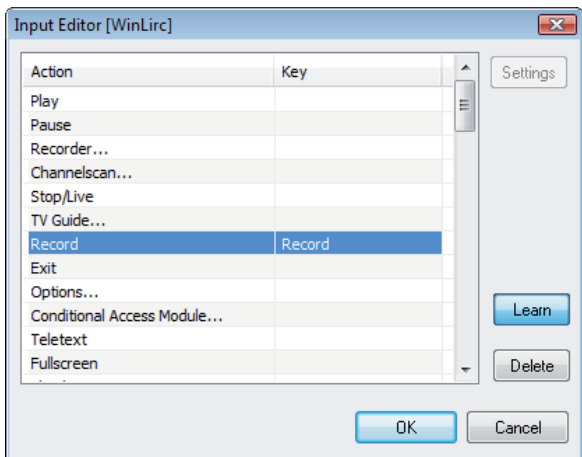 Input Editor [WinLirc]
Action Key
Settings
Play
Pause
Recorder...
Channelscan...
Stop/Live
TV Guide...
Record Record
Exit
Options...
Conditional Access Module...
Learn
Teletext
Fullscreen
Delete
OK Cancel